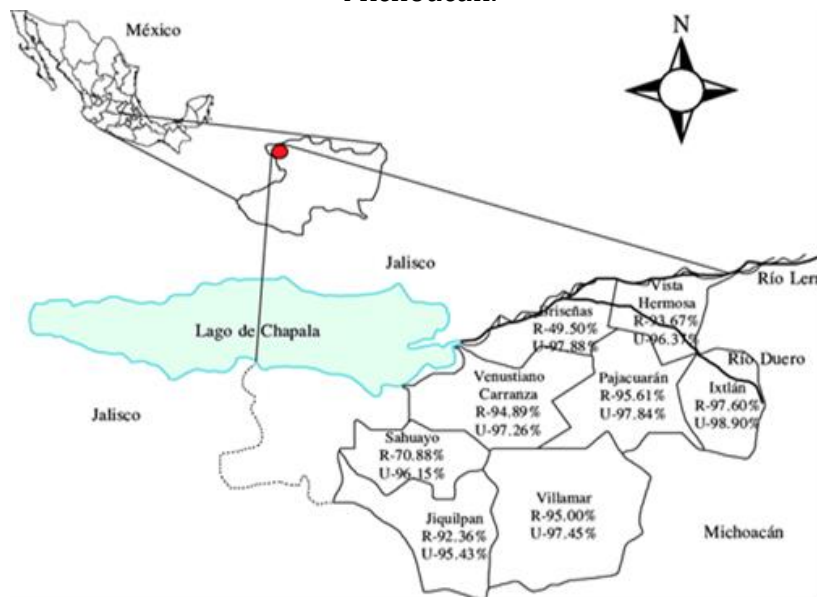 Michoacán.
México
N
Jalisco
Río
Lago de Chapala
Vista
Hermosa
R-93.67%
U-96.37%
Briseñas
R-49.50%
U-97.88%
Río Duero
Venustiano
Carranza
R-94.89%
U-97.26%
Pajacuarán
R-95.61%
U-97.84%
Ixtlán
R-97.60%
U-98.90%
Jalisco
Sahuayo
R-70.88%
U-96.15%
Jiquilpan
R-92.36%
U-95.43%
Villamar
R-95.00%
U-97.45%
Michoacán